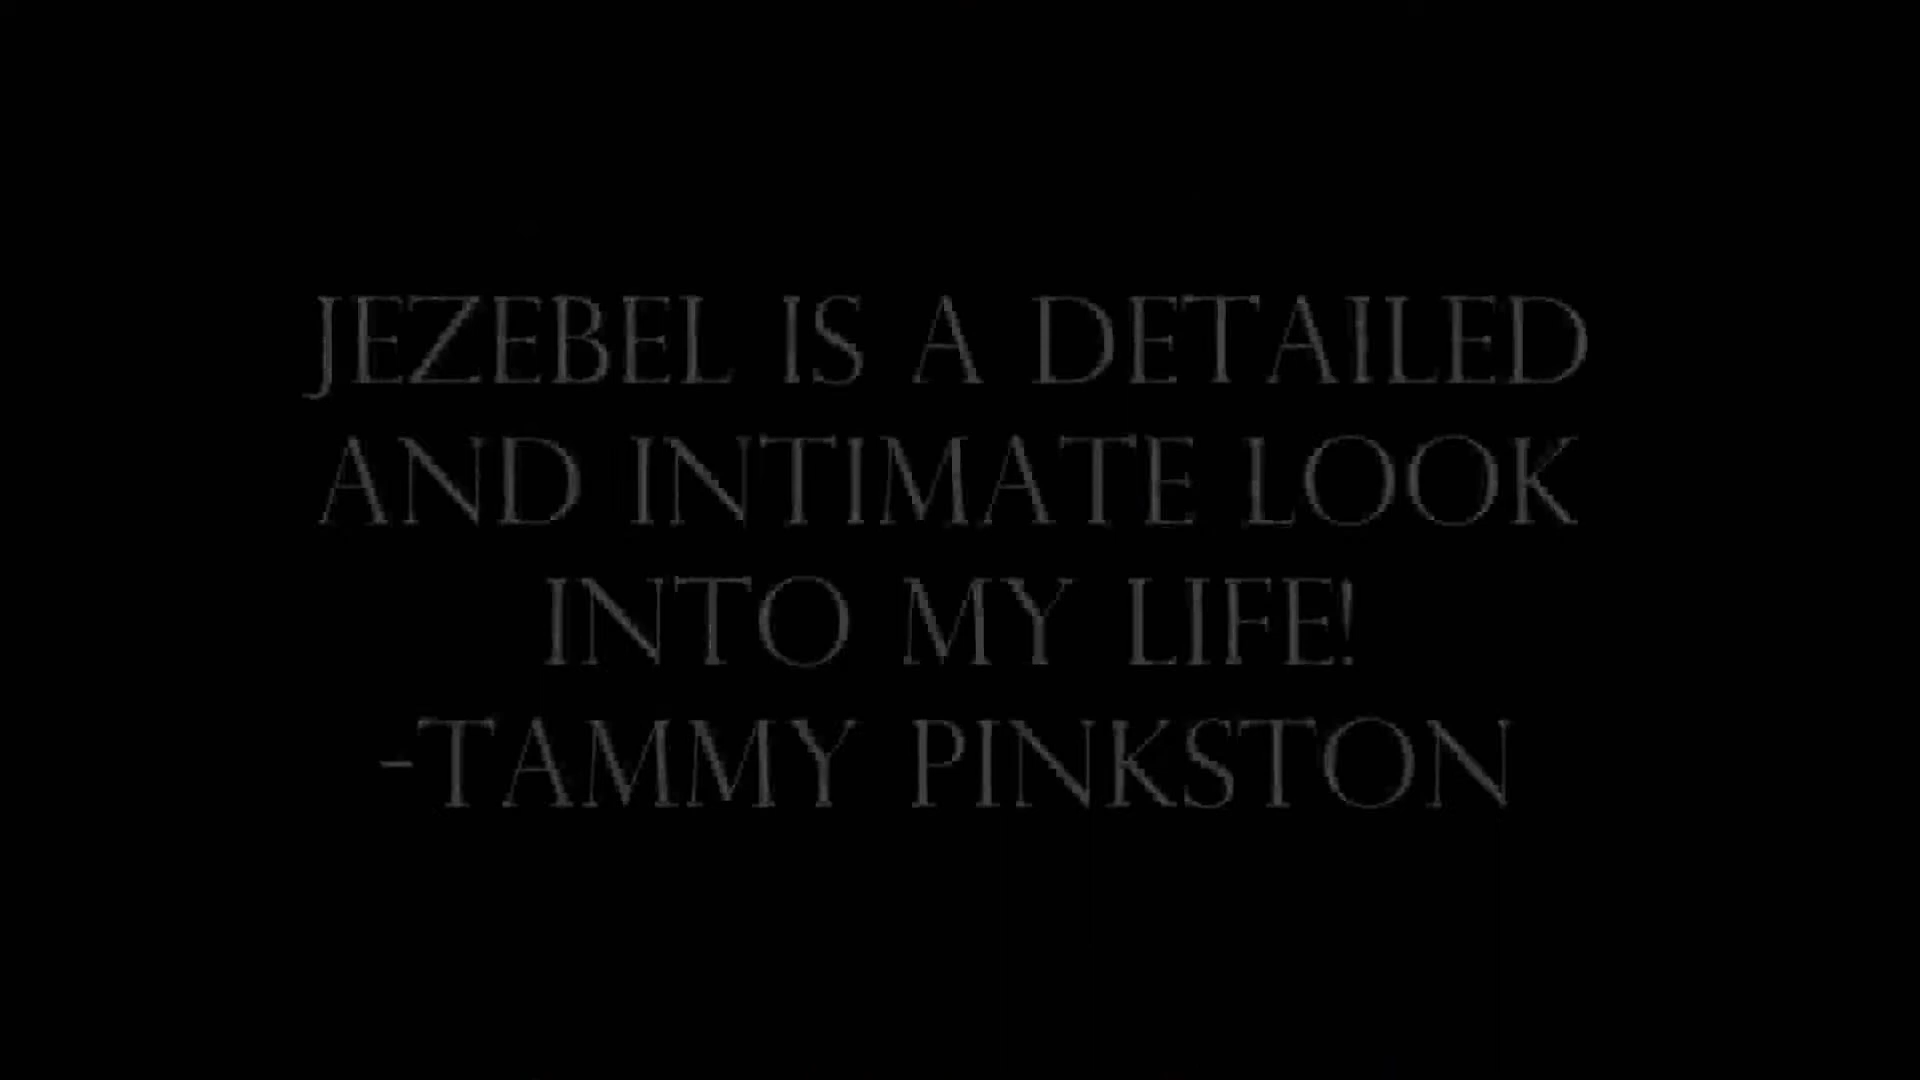 JEZEBEL IS A DETAILED
AND INTIMATE LOOK
INTO MY LIFE!
-TAMMY PINKSTON